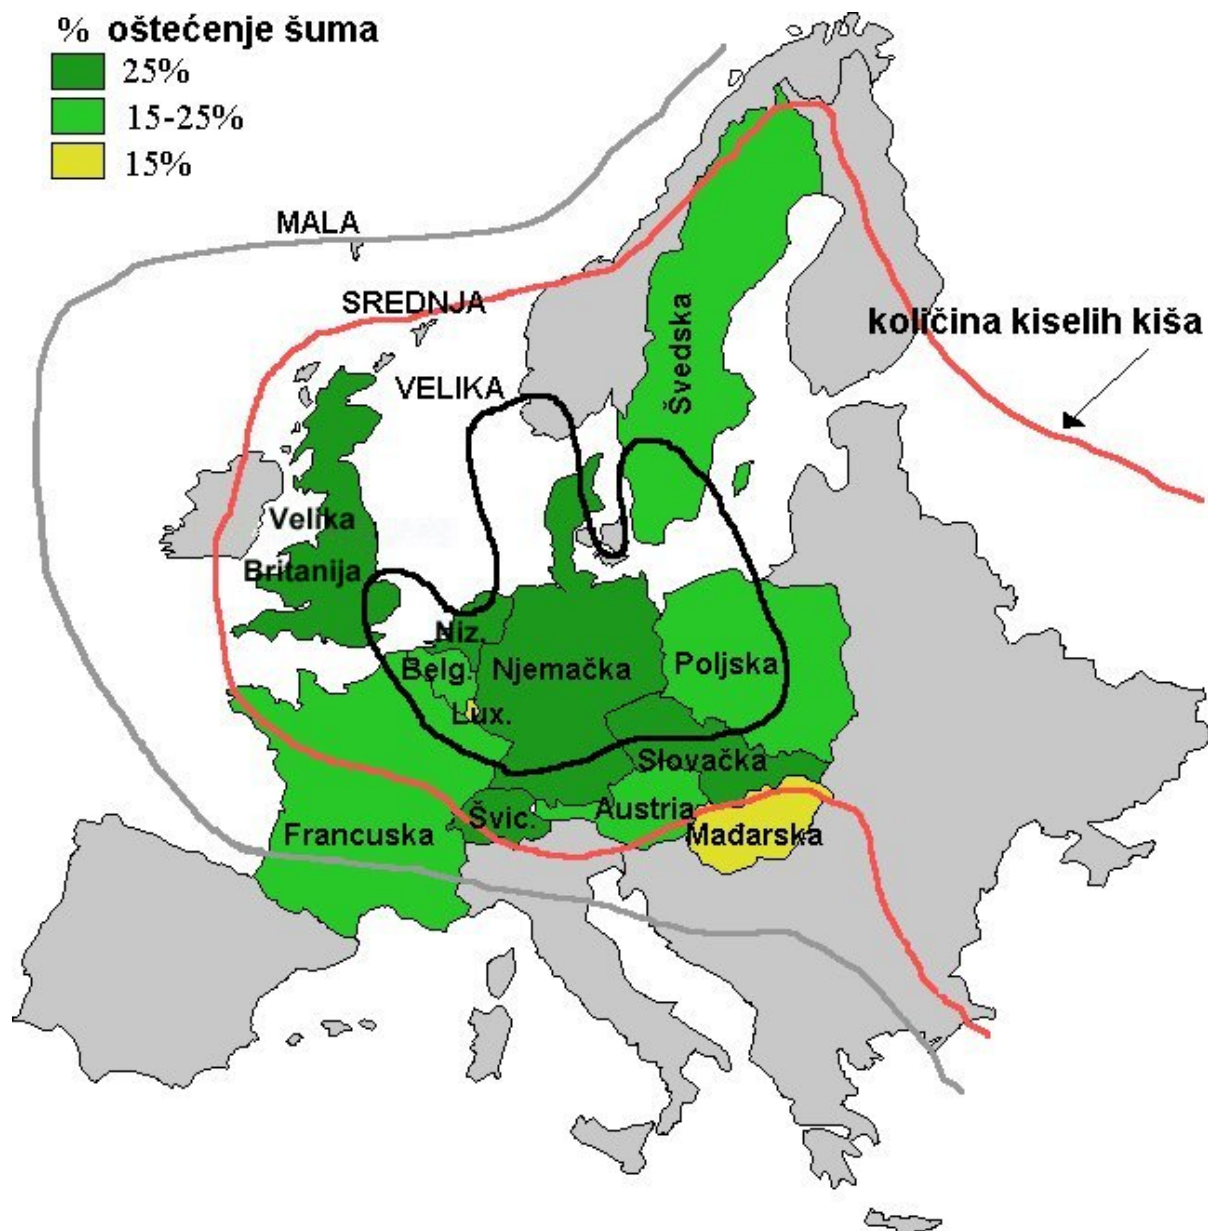 % oštećenje šuma
25%
15-25%
15%
MALA
SREDNJA
količina kiselih kiša
VELIKA
Švedska
Velika
Britanija
Niz.
Belg.
Njemačka
Poljska
Lux.
Slovačka
Švic.
Austria
Francuska
Mađarska